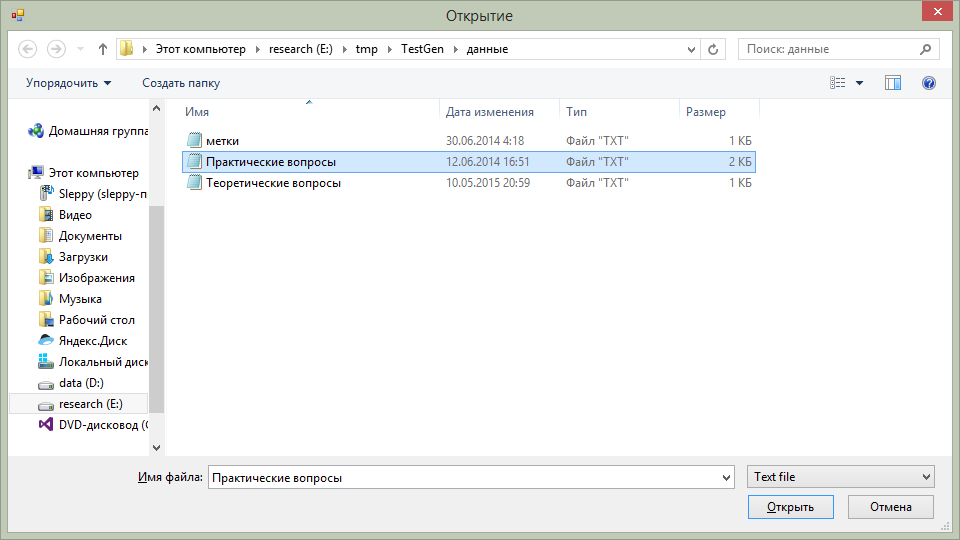 Открытие
Этот компьютер research (E:) tmp TestGen данные
Поиск: данные
Упорядочить Создать папку
Имя Дата изменения Тип Размер
метки 30.06.2014 4:18 Файл "TXT" 1 КБ
Практические вопросы 12.06.2014 16:51 Файл "TXT" 2 КБ
Теоретические вопросы 10.05.2015 20:59 Файл "TXT" 1 КБ
Домашняя группа
Этот компьютер
Sleppy (sleppy-п
Видео
Документы
Загрузки
Изображения
Музыка
Рабочий стол
Яндекс.Диск
Локальный диск
data (D:)
research (E:)
DVD-дисковод (
Имя файла: Практические вопросы Text file
Открыть Отмена